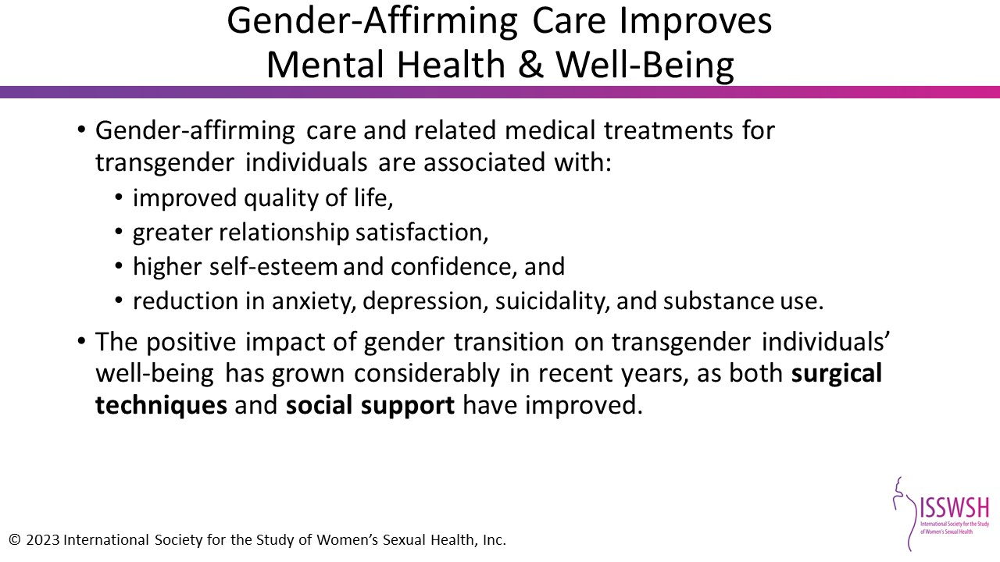 Gender-Affirming Care Improves
Mental Health & Well-Being
• Gender-affirming care and related medical treatments for
transgender individuals are associated with:
• improved quality of life,
• greater relationship satisfaction,
• higher self-esteem and confidence, and
• reduction in anxiety, depression, suicidality, and substance use.
• The positive impact of gender transition on transgender individuals’
well-being has grown considerably in recent years, as both surgical
techniques and social support have improved.
ISSWSH
International Society for the Study
of Women's Sexual Health
© 2023 International Society for the Study of Women’s Sexual Health, Inc.